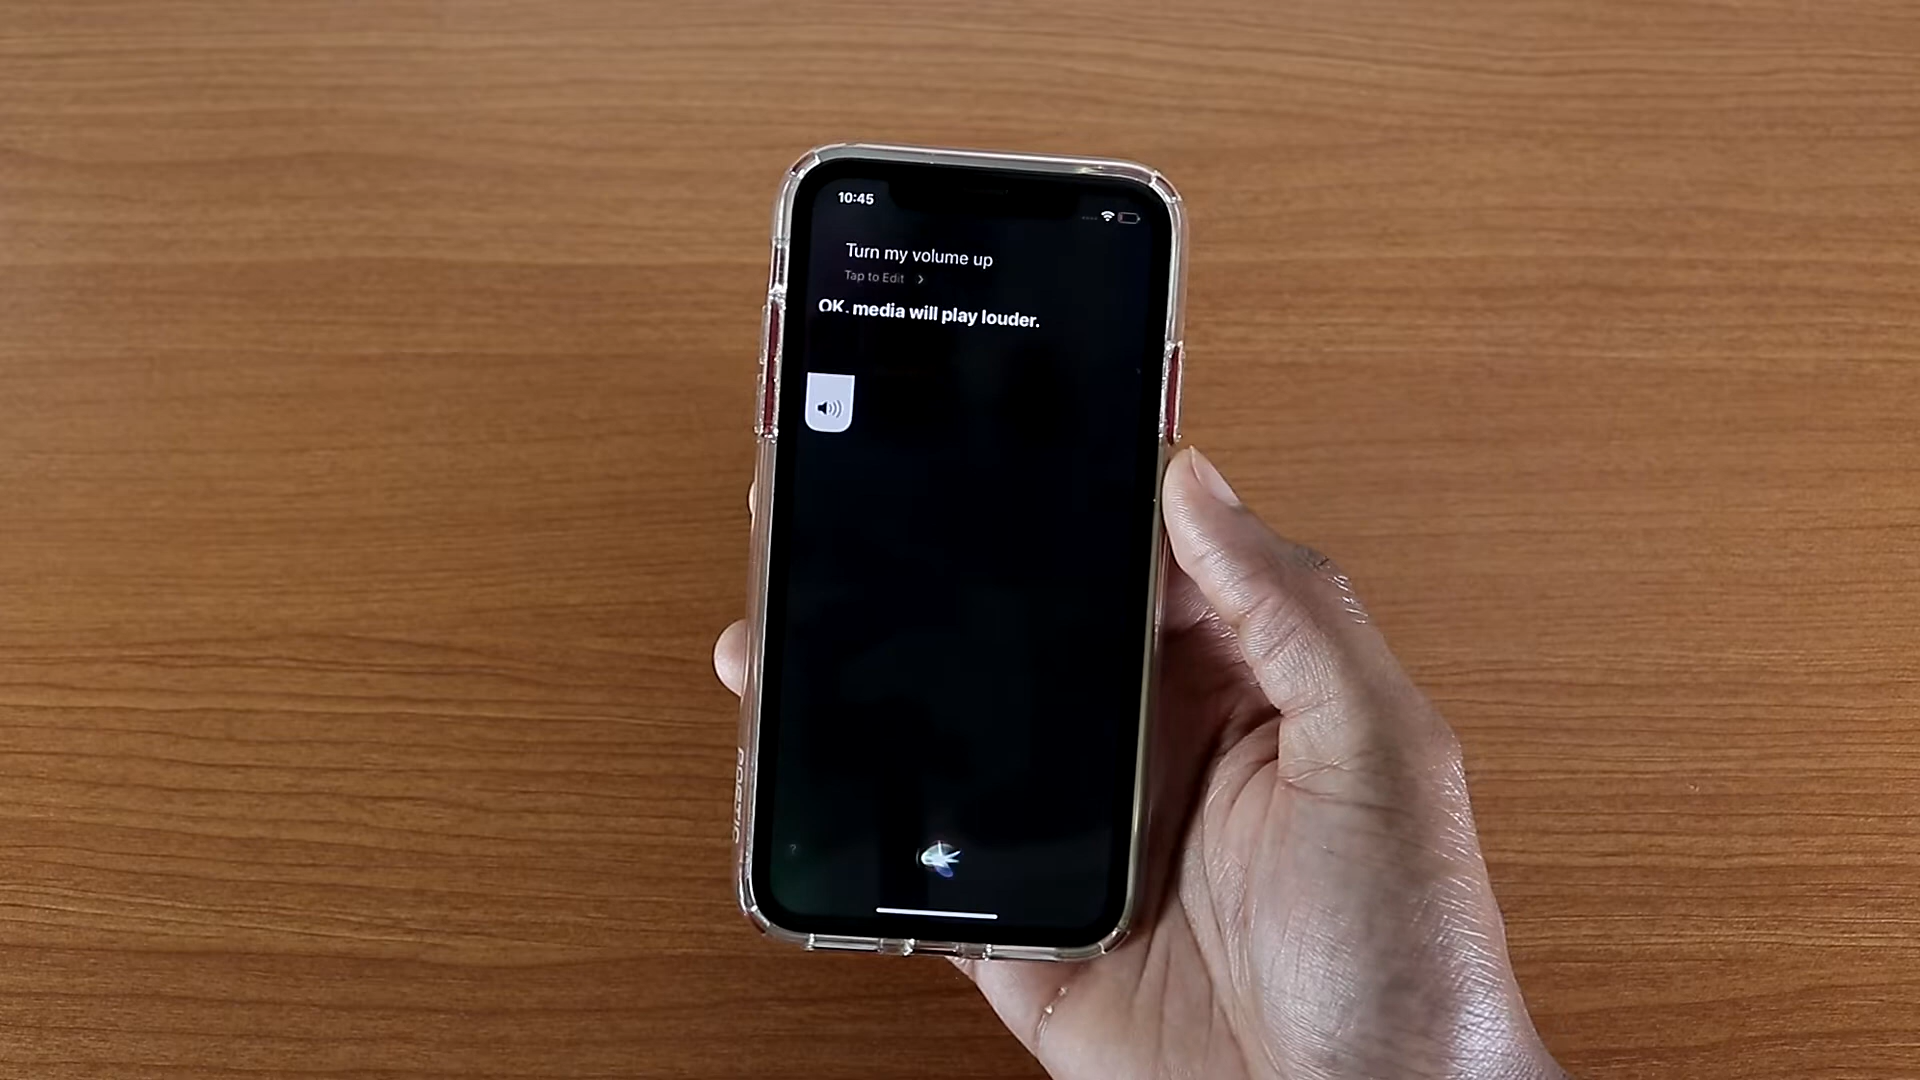 10:45
Turn my volume up
Tap to Edit >
OK, media will play louder.
?